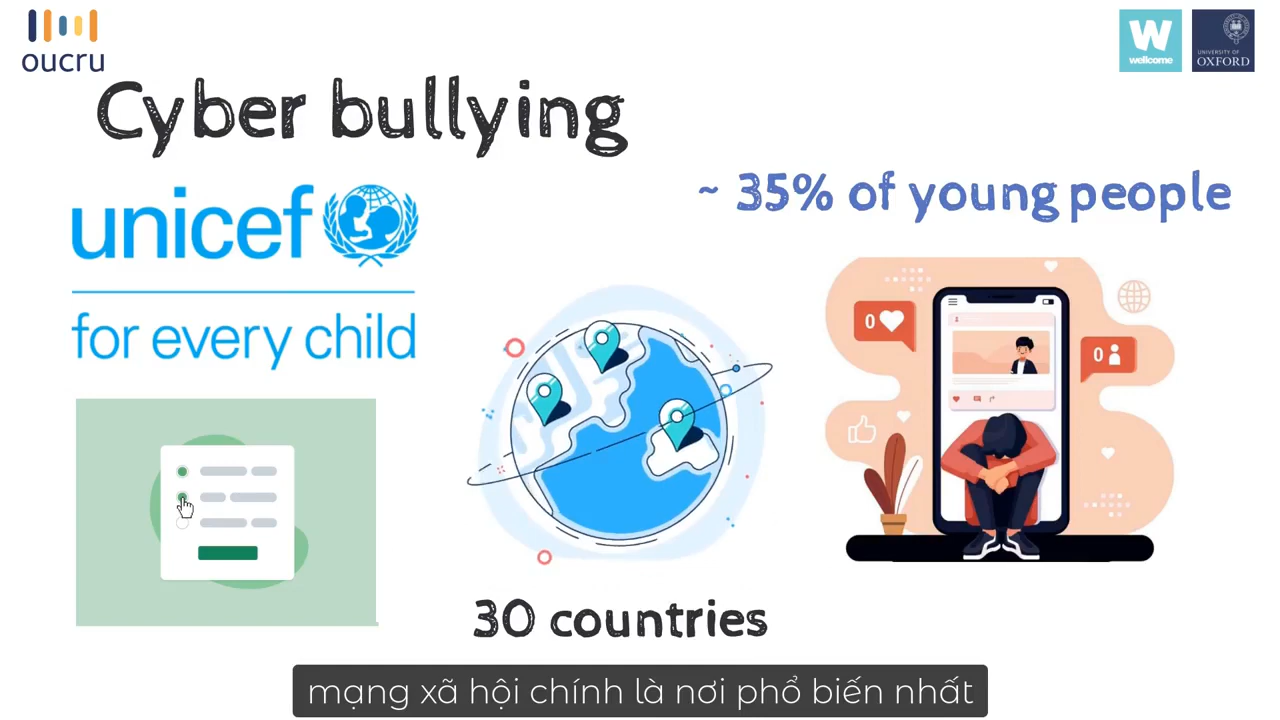 oucru
W
wellcome
UNIVERSITY OF
OXFORD
Cyber bullying
unicef
for every child
~ 35% of young people
0
0
30 countries
mạng xã hội chính là nơi phổ biến nhất